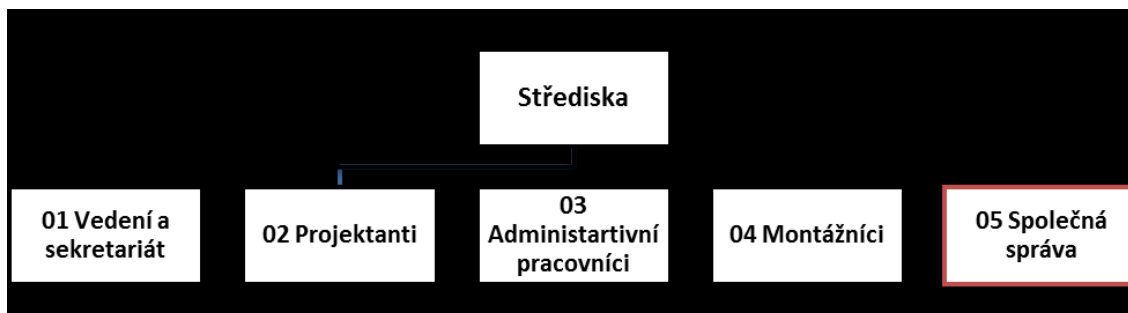 Střediska
01 Vedení a
sekretariát
02 Projektanti
03
Administartivní
pracovníci
04 Montážníci
05 Společná
správa